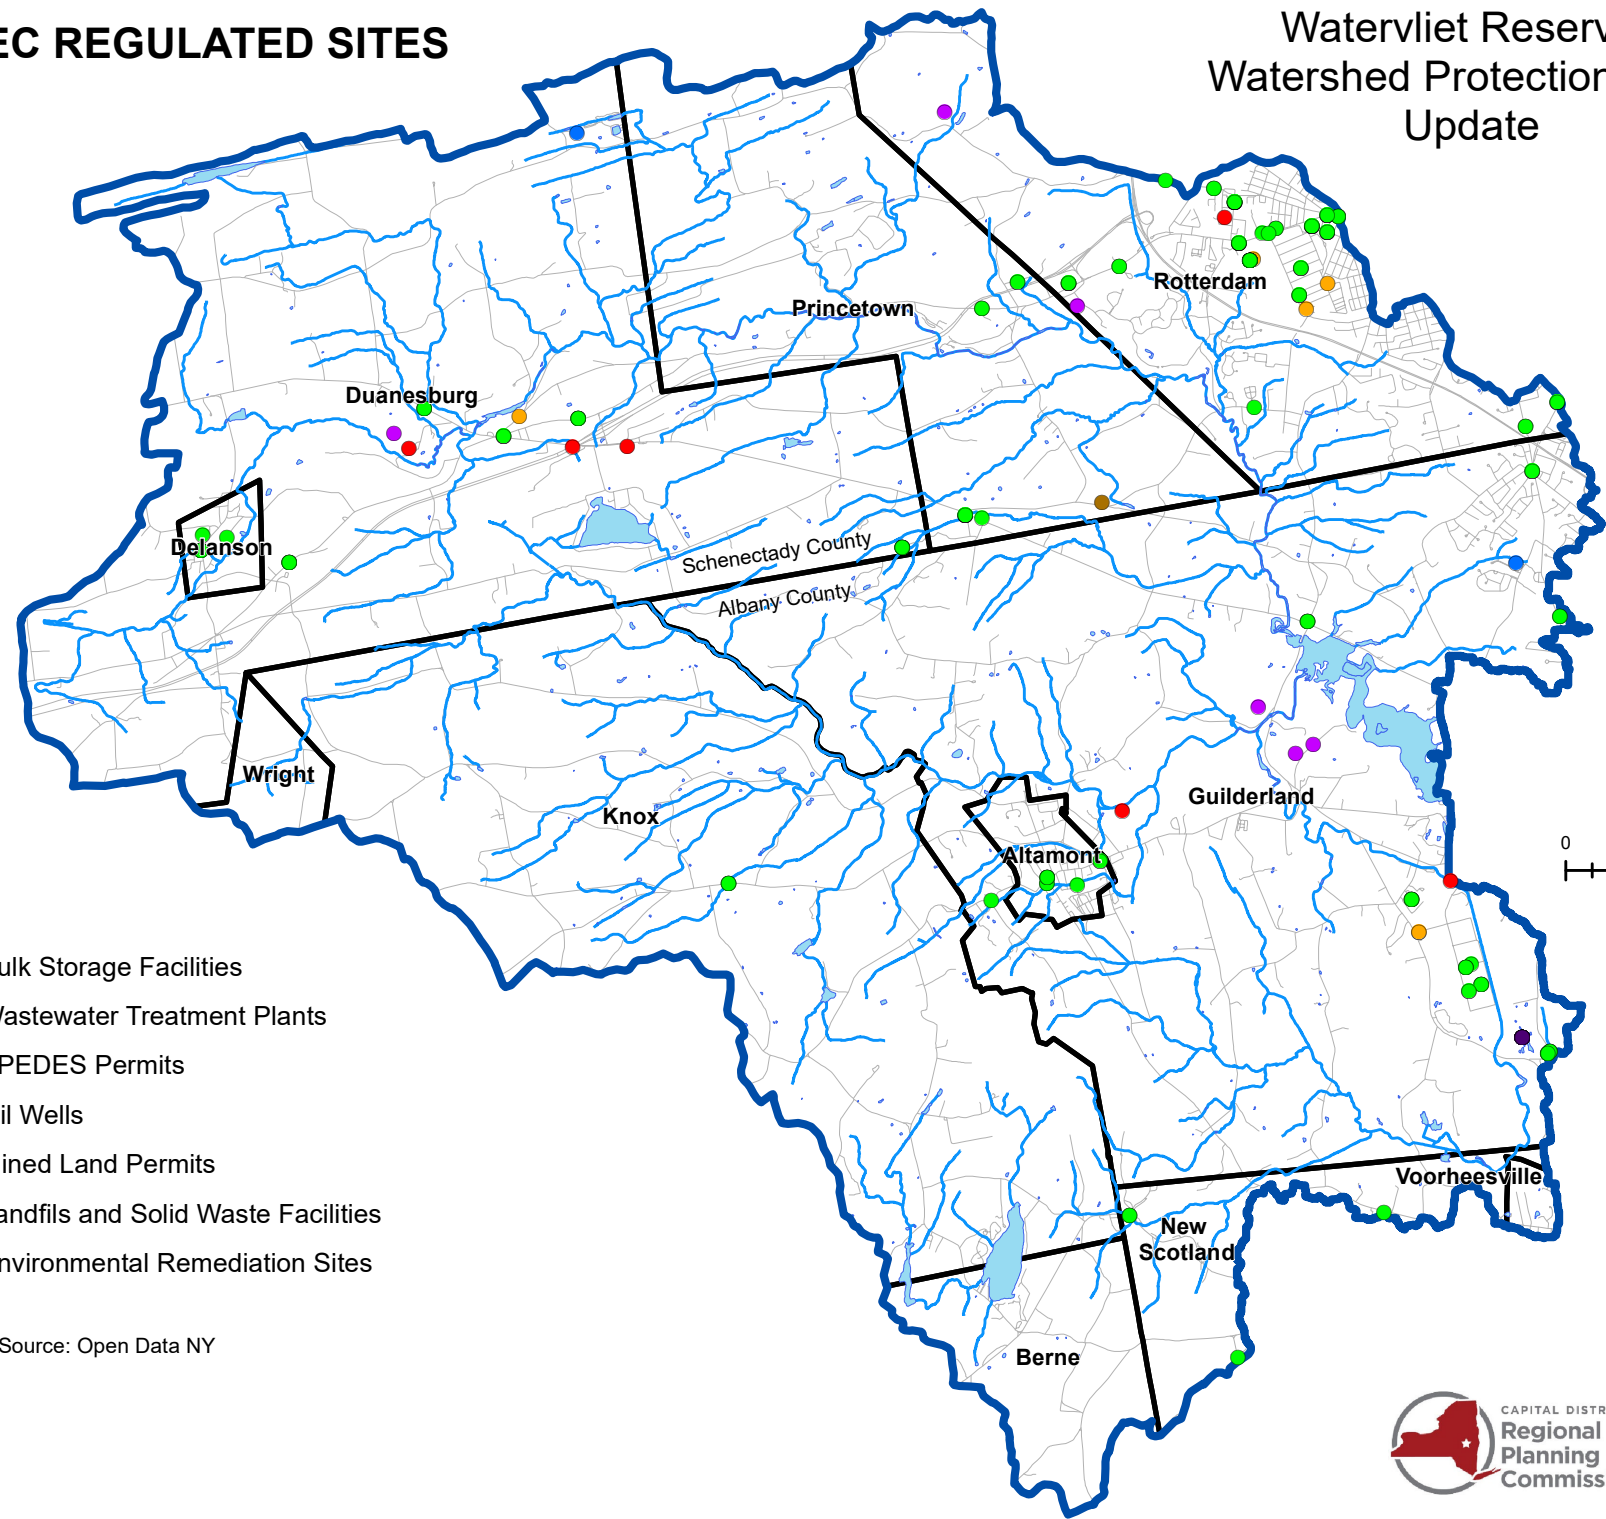 EC REGULATED SITES
Watervliet Reserv
Watershed Protection
Update
Rotterdam
Princetown
Duanesburg
Delanson
Schenectady County
Albany County
Wright
Knox
Guilderland
Altamont
0
ulk Storage Facilities
Wastewater Treatment Plants
PEDES Permits
il Wells
ined Land Permits
andfils and Solid Waste Facilities
nvironmental Remediation Sites
Voorheesville
New
Scotland
Source: Open Data NY
Berne
CAPITAL DISTR
Regional
Planning
Commiss